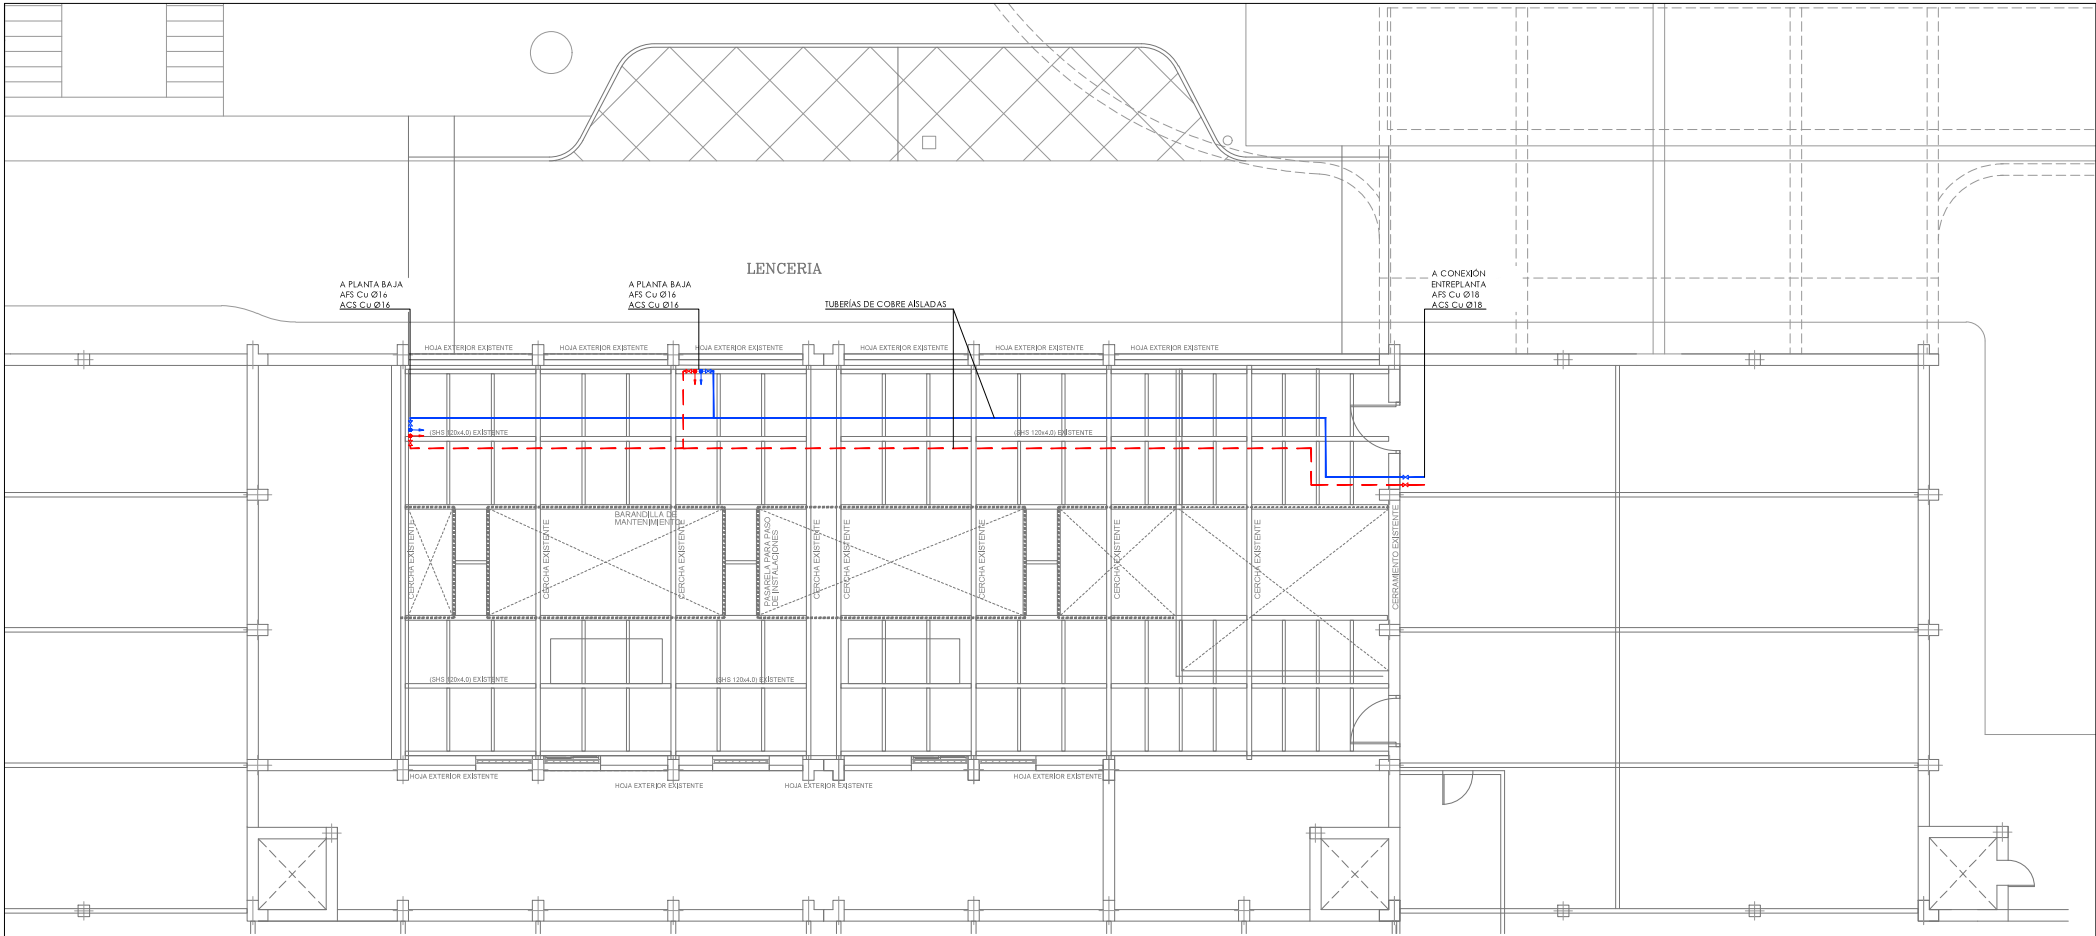 LENCERIA
A PLANTA BAJA
AFS Cu Ø16
ACS Cu Ø16
A PLANTA BAJA
AFS Cu Ø16
ACS Cu Ø16
TUBERÍAS DE COBRE AÍSLADAS
A CONEXIÓN
ENTREPLANTA
AFS Cu Ø18
ACS Cu Ø18
HOJA EXTERIOR EXISTENTE
HOJA EXTERIOR EXISTENTE
HOJA EXTERIOR EXISTENTE
HOJA EXTERIOR EXISTENTE
HOJA EXTERIOR EXISTENTE
HOJA EXTERIOR EXISTENTE
(SHS 120x4.0) EXISTENTE
(SHS 120x4.0) EXISTENTE
BARANDILLA DE
MANTENIMIENTO
CERCHA EXISTENTE
CERCHA EXISTENTE
CERCHA EXISTENTE
PASARELA PARA PASO
DE INSTALACIONES
CERCHA EXISTENTE
CERCHA EXISTENTE
CERCHA EXISTENTE
CERCHA EXISTENTE
CERCHA EXISTENTE
CERRAMIENTO EXISTENTE
(SHS 120x4.0) EXISTENTE
(SHS 120x4.0) EXISTENTE
HOJA EXTERIOR EXISTENTE
HOJA EXTERIOR EXISTENTE
HOJA EXTERIOR EXISTENTE
HOJA EXTERIOR EXISTENTE